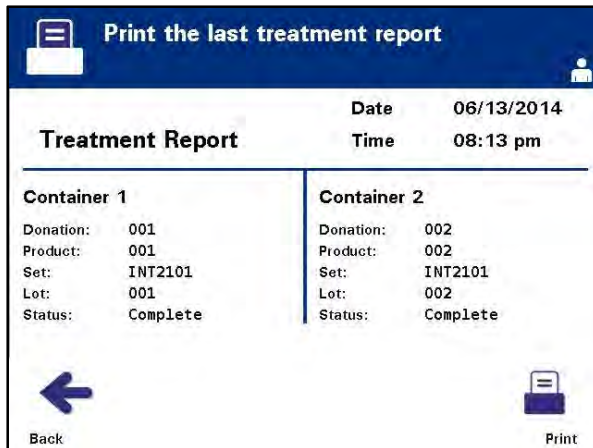 Print the last treatment report
Date 06/13/2014
Treatment Report
Time 08:13 pm
Container 1
Donation: 001
Product: 001
Set: INT2101
Lot: 001
Status: Complete
Container 2
Donation: 002
Product: 002
Set: INT2101
Lot: 002
Status: Complete
Back
Print